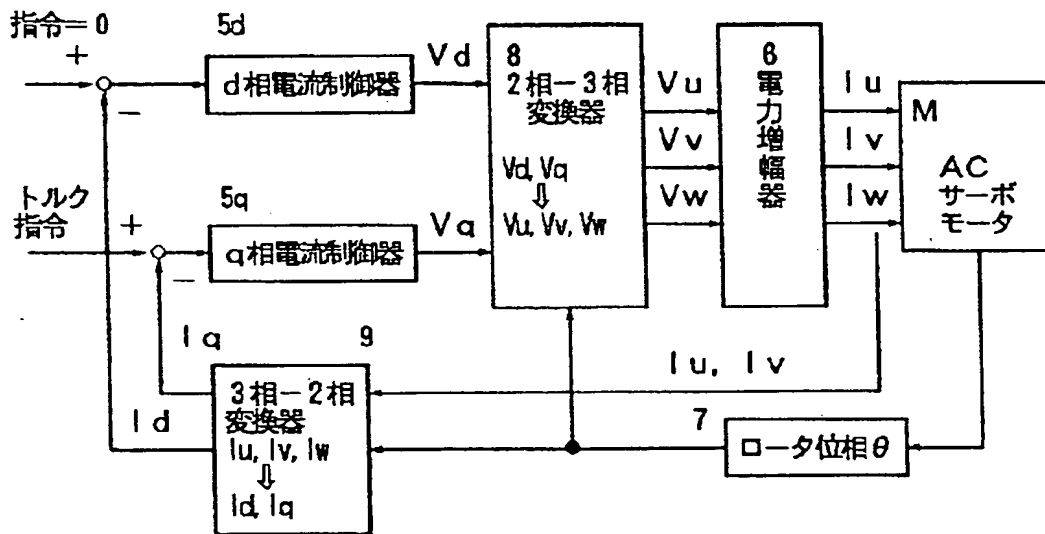 指令=0
+
−
5d
d相電流制御器
Vd
トルク
指令
+
−
5q
q相電流制御器
Vq
8
2相−3相
変換器
Vd, Vq
⇩
Vu, Vv, Vw
Vu
Vv
Vw
6
電
力
増
幅
器
Iu
Iv
Iw
M
AC
サーボ
モータ
Iq
Id
9
3相−2相
変換器
Iu, Iv, Iw
⇩
Id, Iq
Iu, Iv
7
ロータ位相θ